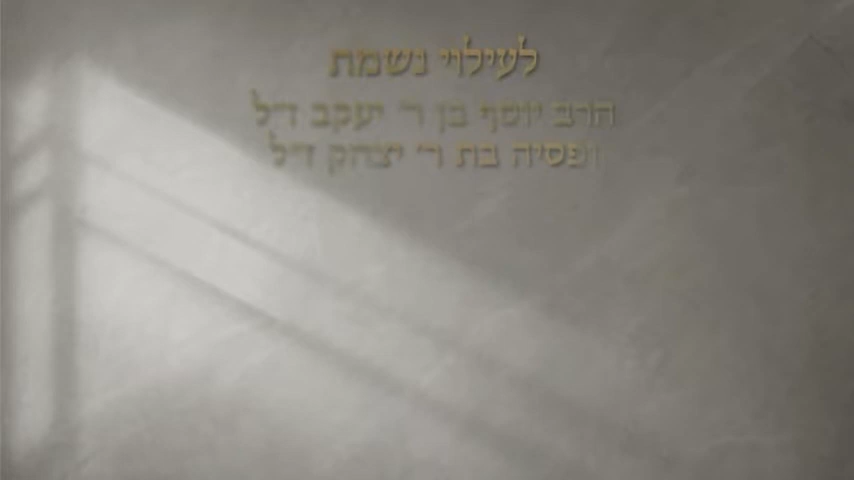 לעילוי נשמת
הרב יוסף בן ר׳ יעקב ז״ל
ופסיה בת ר׳ יצחק ז״ל